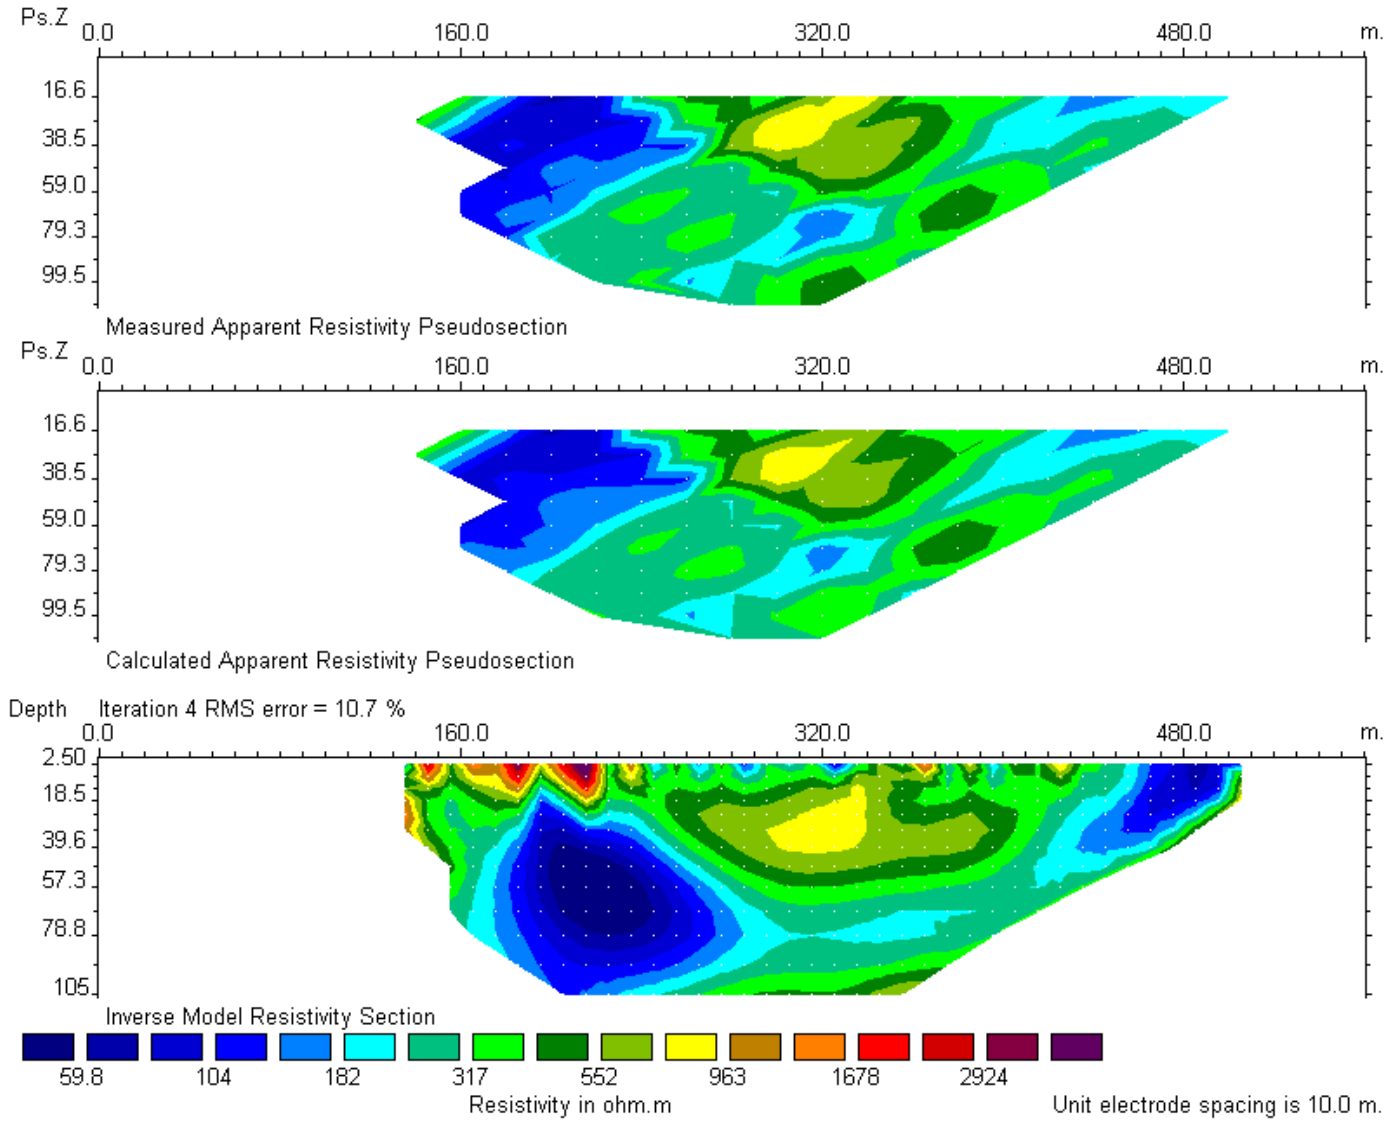 Ps.Z
0.0 160.0 320.0 480.0 m.
16.6
38.5
59.0
79.3
99.5
Measured Apparent Resistivity Pseudosection
Ps.Z
0.0 160.0 320.0 480.0 m.
16.6
38.5
59.0
79.3
99.5
Calculated Apparent Resistivity Pseudosection
Depth Iteration 4 RMS error = 10.7 %
0.0 160.0 320.0 480.0 m.
2.50
18.5
39.6
57.3
78.8
105.
Inverse Model Resistivity Section
59.8 104 182 317 552 963 1678 2924
Resistivity in ohm.m Unit electrode spacing is 10.0 m.